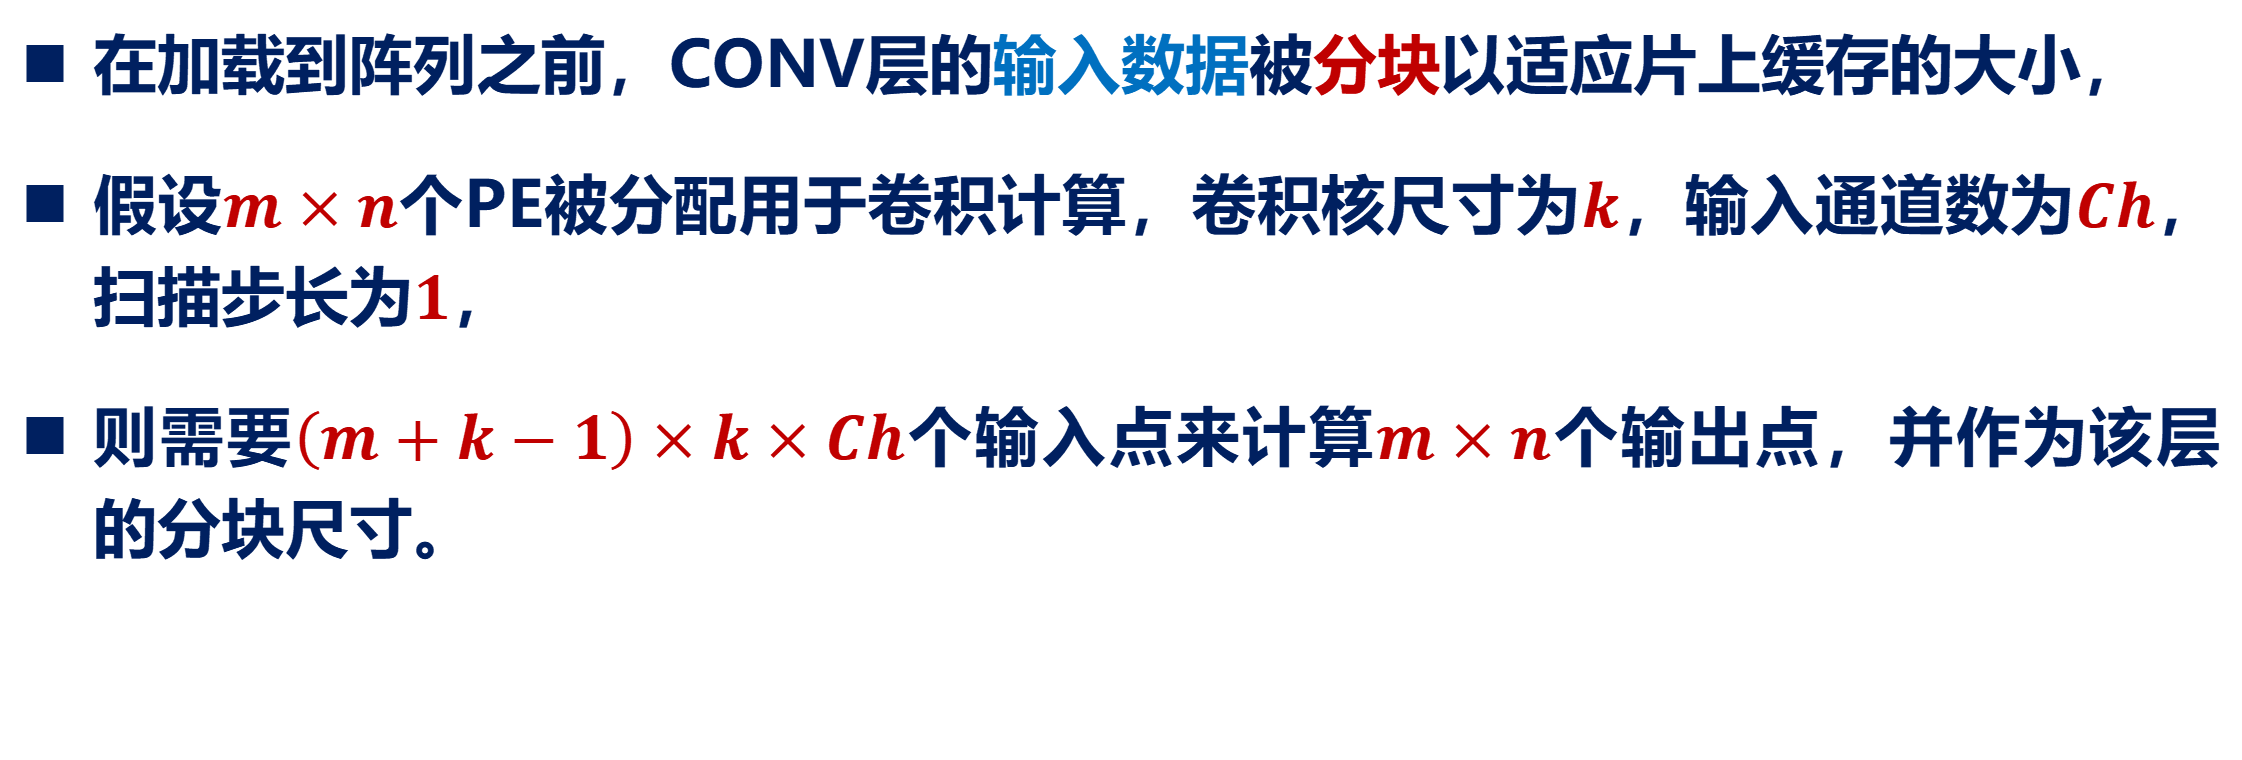 ■ 在加载到阵列之前，CONV层的输入数据被分块以适应片上缓存的大小，
■ 假设m × n个PE被分配用于卷积计算，卷积核尺寸为k，输入通道数为Ch，
扫描步长为1，
■ 则需要(m + k − 1) × k × Ch个输入点来计算m × n个输出点，并作为该层
的分块尺寸。